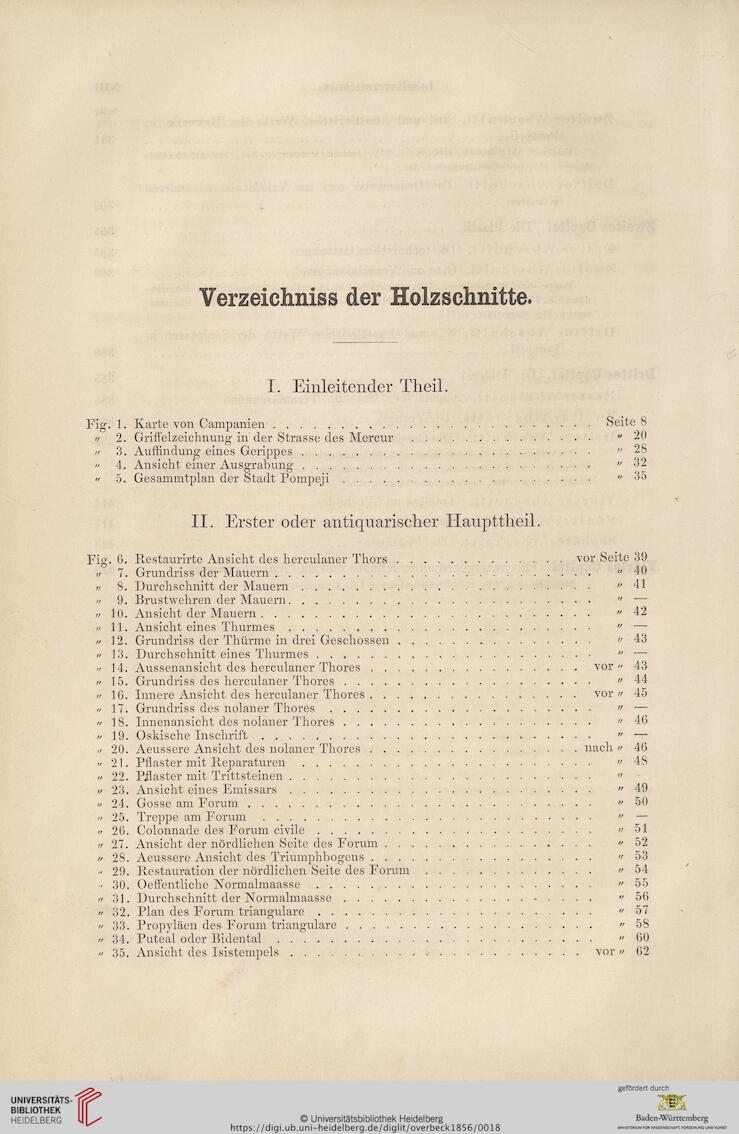 Verzeichniss der Holzschnitte.
I. Einleitender Theil.
Fig. 1. Karte von Campanien . . . . . . . . . . . . . . . . . . . . . . . . Seite 8
„ 2. Griffelzeichnung in der Strasse des Mercur . . . . . . . . . . . . . . „ 20
„ 3. Auffindung eines Gerippes . . . . . . . . . . . . . . . . . . . . . . „ 28
„ 4. Ansicht einer Ausgrabung . . . . . . . . . . . . . . . . . . . . . . „ 32
„ 5. Gesammtplan der Stadt Pompeji . . . . . . . . . . . . . . . . . . . „ 35
II. Erster oder antiquarischer Haupttheil.
Fig. 6. Restaurirte Ansicht des herculaner Thors . . . . . . . . . . . . . vor Seite 39
„ 7. Grundriss der Mauern . . . . . . . . . . . . . . . . . . . . . . . . „ 40
„ 8. Durchschnitt der Mauern . . . . . . . . . . . . . . . . . . . . . . „ 41
„ 9. Brustwehren der Mauern . . . . . . . . . . . . . . . . . . . . . . . „ —
„ 10. Ansicht der Mauern . . . . . . . . . . . . . . . . . . . . . . . . . „ 42
„ 11. Ansicht eines Thurmes . . . . . . . . . . . . . . . . . . . . . . . . „ —
„ 12. Grundriss der Thürme in drei Geschossen . . . . . . . . . . . . . . . „ 43
„ 13. Durchschnitt eines Thurmes . . . . . . . . . . . . . . . . . . . . . „ —
„ 14. Aussenansicht des herculaner Thores . . . . . . . . . . . . . . . . vor „ 43
„ 15. Grundriss des herculaner Thores . . . . . . . . . . . . . . . . . . . „ 44
„ 16. Innere Ansicht des herculaner Thores . . . . . . . . . . . . . . . . vor „ 45
„ 17. Grundriss des nolaner Thores . . . . . . . . . . . . . . . . . . . . „ —
„ 18. Innenansicht des nolaner Thores . . . . . . . . . . . . . . . . . . . „ 46
„ 19. Oskische Inschrift . . . . . . . . . . . . . . . . . . . . . . . . . „ —
„ 20. Aeussere Ansicht des nolaner Thores . . . . . . . . . . . . . . . . nach „ 46
„ 21. Pflaster mit Reparaturen . . . . . . . . . . . . . . . . . . . . . . „ 48
„ 22. Pflaster mit Trittsteinen . . . . . . . . . . . . . . . . . . . . . . . „ -
„ 23. Ansicht eines Emissars . . . . . . . . . . . . . . . . . . . . . . . „ 49
„ 24. Gosse am Forum . . . . . . . . . . . . . . . . . . . . . . . . . . „ 50
„ 25. Treppe am Forum . . . . . . . . . . . . . . . . . . . . . . . . . „ —
„ 26. Colonnade des Forum civile . . . . . . . . . . . . . . . . . . . . . „ 51
„ 27. Ansicht der nördlichen Seite des Forum . . . . . . . . . . . . . . . . „ 52
„ 28. Aeussere Ansicht des Triumphbogens . . . . . . . . . . . . . . . . . „ 53
„ 29. Restauration der nördlichen Seite des Forum . . . . . . . . . . . . . „ 54
„ 30. Oeffentliche Normalmaasse . . . . . . . . . . . . . . . . . . . . . „ 55
„ 31. Durchschnitt der Normalmaasse . . . . . . . . . . . . . . . . . . . „ 56
„ 32. Plan des Forum triangulare . . . . . . . . . . . . . . . . . . . . . „ 57
„ 33. Propyläen des Forum triangulare . . . . . . . . . . . . . . . . . . . „ 58
„ 34. Puteal oder Bidental . . . . . . . . . . . . . . . . . . . . . . . . „ 60
„ 35. Ansicht des Isistempels . . . . . . . . . . . . . . . . . . . . . . vor „ 62
gefördert durch
UNIVERSITÄTS-
BIBLIOTHEK
HEIDELBERG
Baden-Württemberg
MINISTERIUM FÜR WISSENSCHAFT, FORSCHUNG UND KUNST
© Universitätsbibliothek Heidelberg
https://digi.ub.uni-heidelberg.de/diglit/overbeck1856/0018